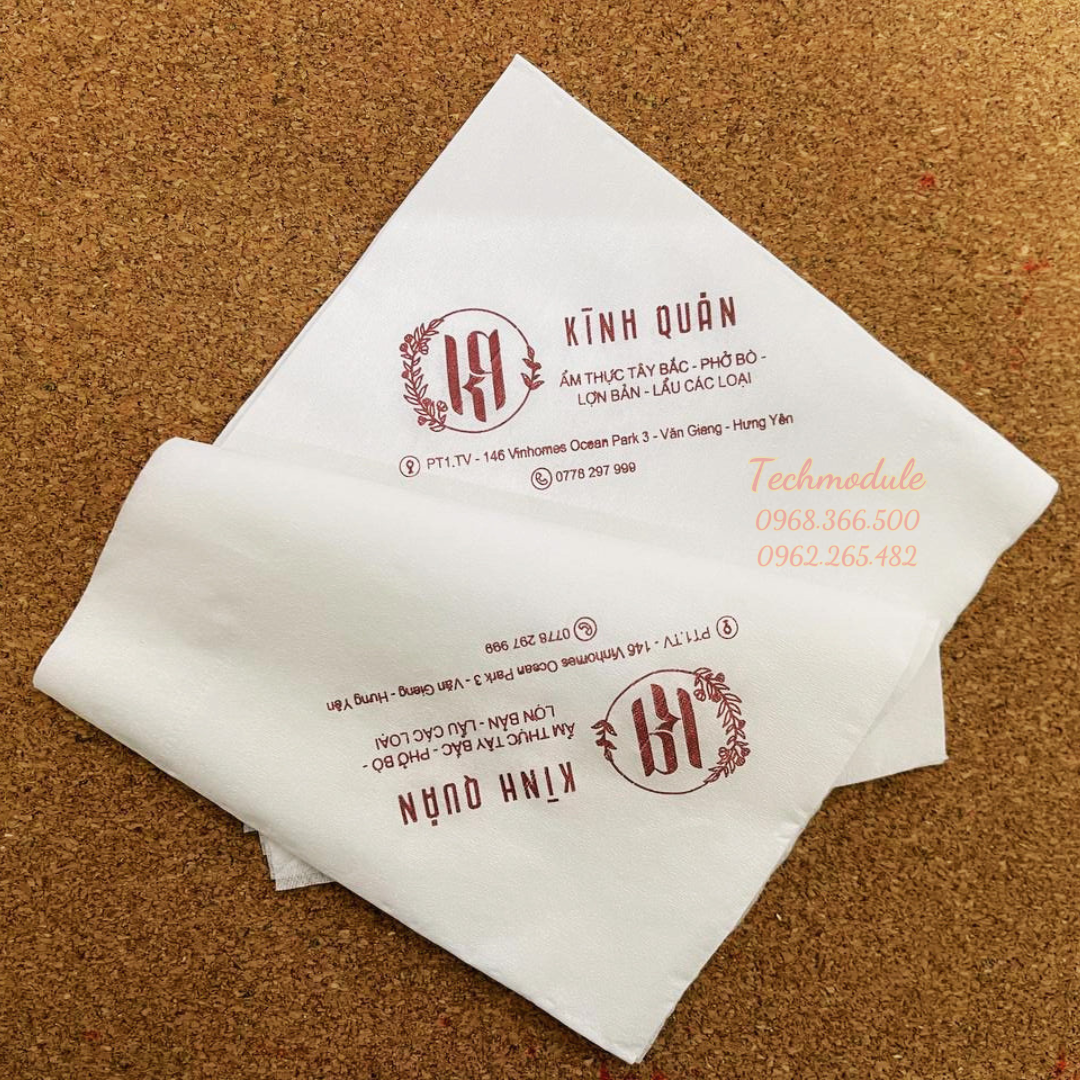 KĪNH QUÁN
ẨM THỰC TÂY BẮC - PHỞ BÒ -
LỢN BẢN - LẨU CÁC LOẠI
PT1.TV - 146 Vinhomes Ocean Park 3 - Văn Giang - Hưng Yên
0778 297 999
Techmodule
0968.366.500
0962.265.482
PT1.TV - 146 Vinhomes Ocean Park 3 - Văn Giang - Hưng Yên
0778 297 999
KĪNH QUÁN
ẨM THỰC TÂY BẮC - PHỞ BÒ -
LỢN BẢN - LẨU CÁC LOẠI